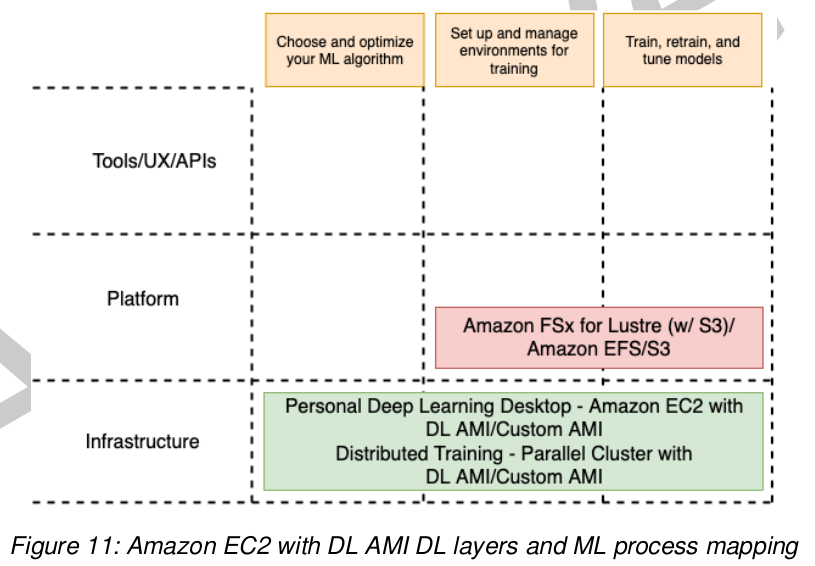 Choose and optimize
your ML algorithm
Set up and manage
environments for
training
Train, retrain, and
tune models
Tools/UX/APIs
Platform
Amazon FSx for Lustre (w/ S3)/
Amazon EFS/S3
Infrastructure
Personal Deep Learning Desktop - Amazon EC2 with
DL AMI/Custom AMI
Distributed Training - Parallel Cluster with
DL AMI/Custom AMI
Figure 11: Amazon EC2 with DL AMI DL layers and ML process mapping